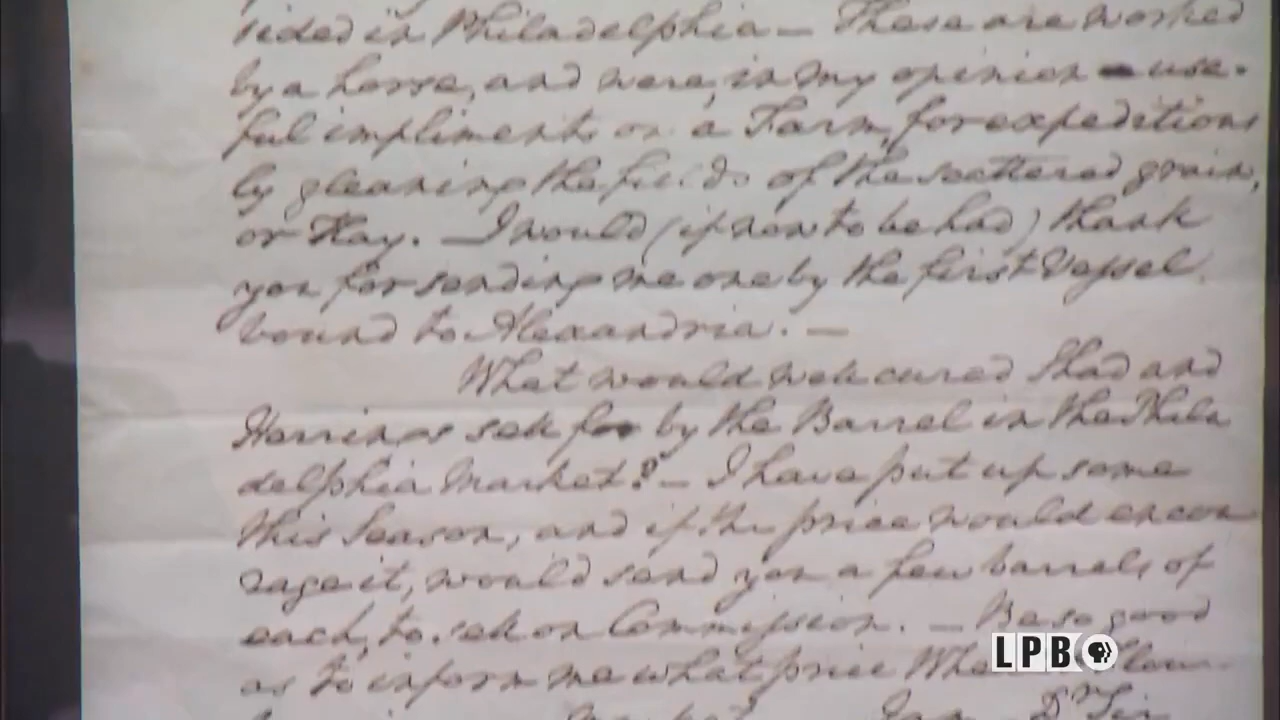 sided in Philadelphia — These are worked
by a horse, and were, in my opinion use-
ful impliments on a Farm, for expeditions
by gleaning the fields of the scattered grain,
or Hay. — I would (if now to be had) thank
you for sending me one by the first Vessel
bound to Alexandria. —
What would well cured Shad and
Herrings sell for by the Barrel in the Phila
delphia Market? — I have put up some
this Season, and if the price would encou
rage it, would send you a few barrels of
each, to sell on Commission. — Be so good
as to inform me what price
LPB